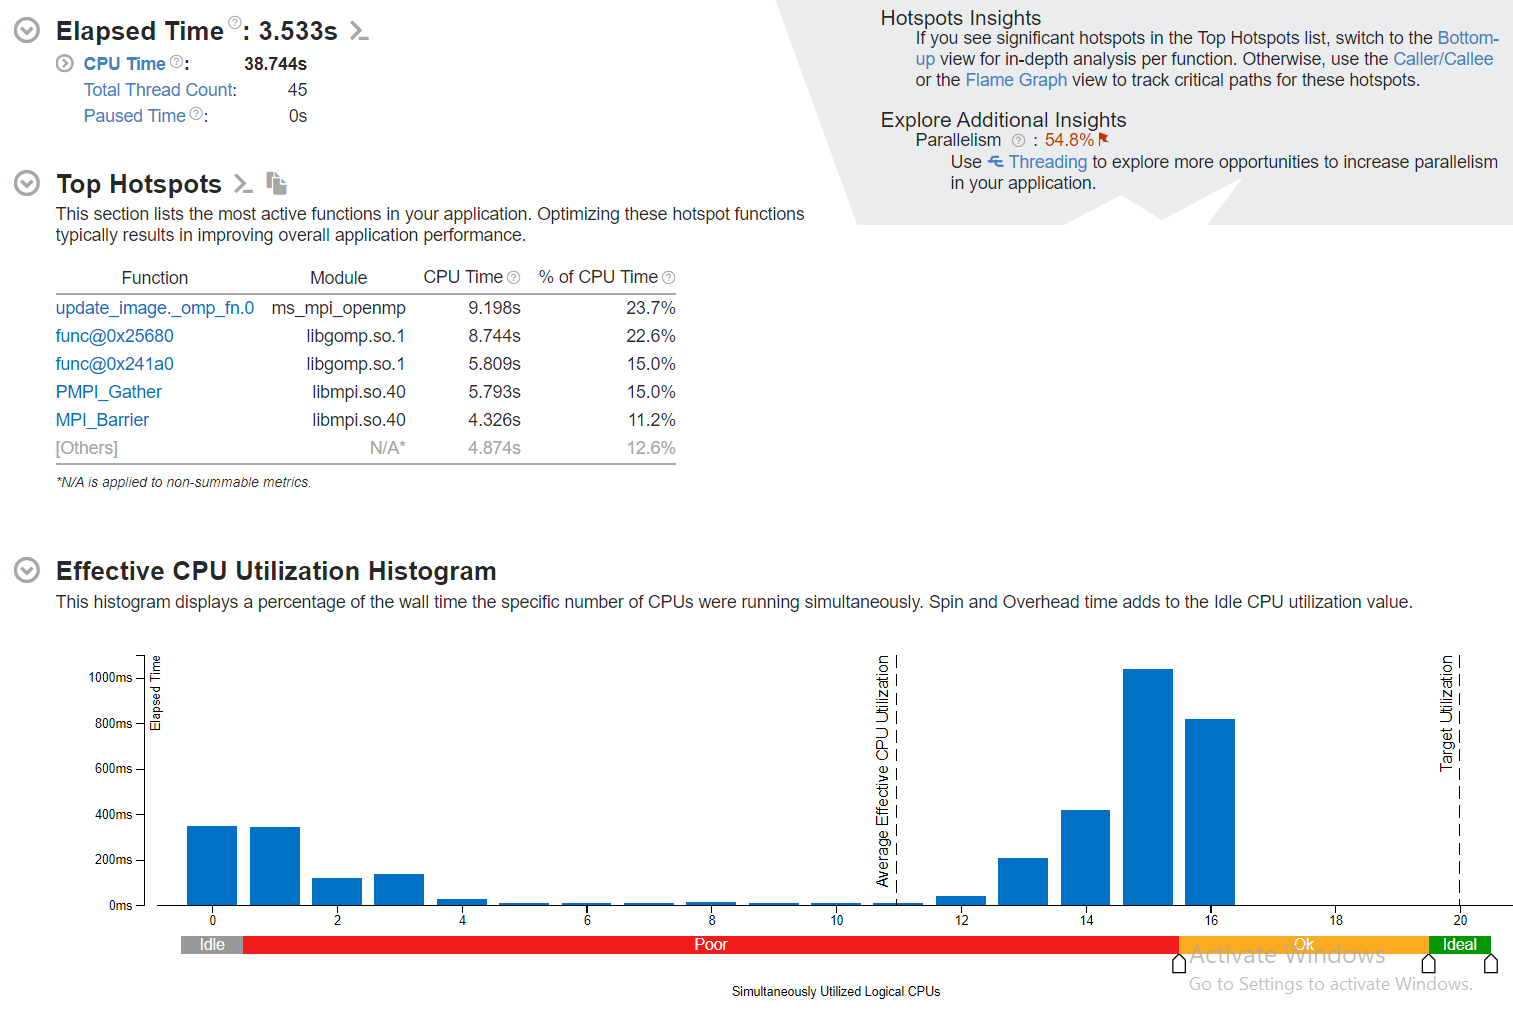 Elapsed Time ?: 3.533s
CPU Time ?: 38.744s
Total Thread Count: 45
Paused Time ?: 0s
Hotspots Insights
If you see significant hotspots in the Top Hotspots list, switch to the Bottom-
up view for in-depth analysis per function. Otherwise, use the Caller/Callee
or the Flame Graph view to track critical paths for these hotspots.
Explore Additional Insights
Parallelism ? : 54.8%
Use Threading to explore more opportunities to increase parallelism
in your application.
Top Hotspots
This section lists the most active functions in your application. Optimizing these hotspot functions
typically results in improving overall application performance.
Function Module CPU Time ? % of CPU Time ?
update_image._omp_fn.0 ms_mpi_openmp 9.198s 23.7%
func@0x25680 libgomp.so.1 8.744s 22.6%
func@0x241a0 libgomp.so.1 5.809s 15.0%
PMPI_Gather libmpi.so.40 5.793s 15.0%
MPI_Barrier libmpi.so.40 4.326s 11.2%
[Others] N/A* 4.874s 12.6%
*N/A is applied to non-summable metrics.
Effective CPU Utilization Histogram
This histogram displays a percentage of the wall time the specific number of CPUs were running simultaneously. Spin and Overhead time adds to the Idle CPU utilization value.
Elapsed Time
1000ms
800ms
600ms
400ms
200ms
0ms
Average Effective CPU Utilization
Target Utilization
0 2 4 6 8 10 12 14 16 18 20
Idle Poor Ok Ideal
Simultaneously Utilized Logical CPUs
Activate Windows
Go to Settings to activate Windows.